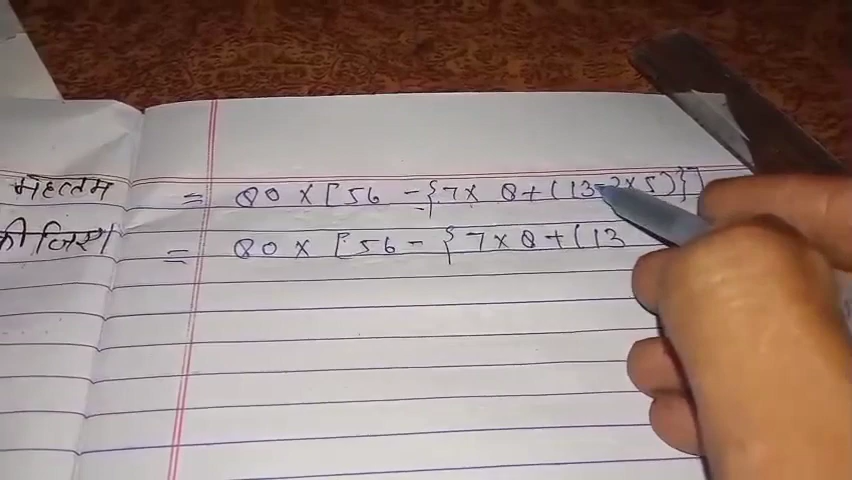 महत्तम
= 80 × [56 - {7 × 8 + (13 - 2 × 5)}]
की जिए।
= 80 × [56 - {7 × 8 + (13